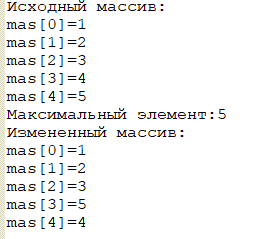 Исходный массив:
mas[0]=1
mas[1]=2
mas[2]=3
mas[3]=4
mas[4]=5
Максимальный элемент:5
Измененный массив:
mas[0]=1
mas[1]=2
mas[2]=3
mas[3]=5
mas[4]=4